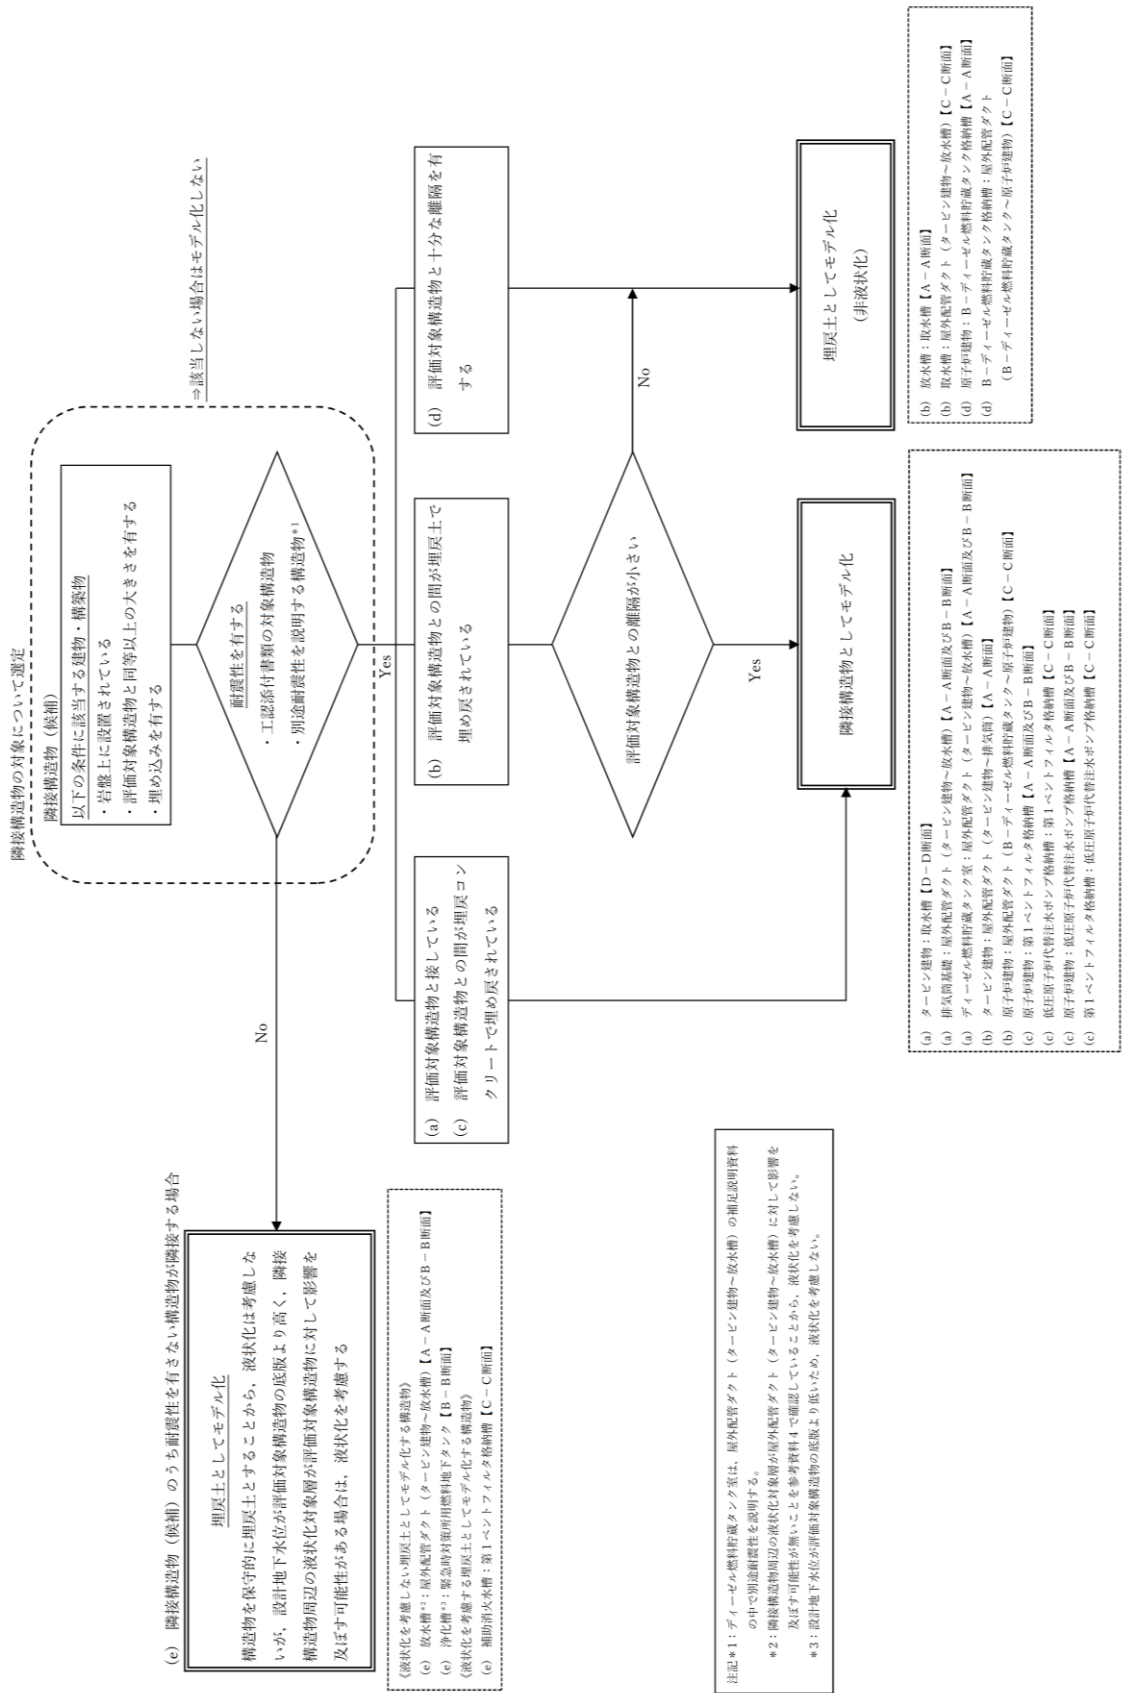 隣接構造物の対象について選定
隣接構造物（候補）
以下の条件に該当する建物・構築物
・岩盤上に設置されている
・評価対象構造物と同等以上の大きさを有する
・埋め込みを有する
⇒該当しない場合はモデル化しない
耐震性を有する
・工認添付書類の対象構造物
・別途耐震性を説明する構造物*1
No
Yes
(e) 隣接構造物（候補）のうち耐震性を有さない構造物が隣接する場合
埋戻土としてモデル化
構造物を保守的に埋戻土とすることから，液状化は考慮しな
いが，設計地下水位が評価対象構造物の底版より高く，隣接
構造物周辺の液状化対象層が評価対象構造物に対して影響を
及ぼす可能性がある場合は，液状化を考慮する
《液状化を考慮しない埋戻土としてモデル化する構造物》
(e) 放水槽*2：屋外配管ダクト（タービン建物～放水槽）【A－A断面及びB－B断面】
(e) 浄化槽*3：緊急時対策所用燃料地下タンク【B－B断面】
《液状化を考慮する埋戻土としてモデル化する構造物》
(e) 補助消火水槽：第1ベントフィルタ格納槽【C－C断面】
(a) 評価対象構造物と接している
(c) 評価対象構造物との間が埋戻コン
クリートで埋め戻されている
(b) 評価対象構造物との間が埋戻土で
埋め戻されている
(d) 評価対象構造物と十分な離隔を有
する
評価対象構造物との離隔が小さい
No
Yes
隣接構造物としてモデル化
埋戻土としてモデル化
（非液状化）
(a) タービン建物：取水槽【D－D断面】
(a) 排気筒基礎：屋外配管ダクト（タービン建物～放水槽）【A－A断面及びB－B断面】
(a) ディーゼル燃料貯蔵タンク室：屋外配管ダクト（タービン建物～放水槽）【A－A断面及びB－B断面】
(b) タービン建物：屋外配管ダクト（タービン建物～排気筒）【A－A断面】
(b) 原子炉建物：屋外配管ダクト（B－ディーゼル燃料貯蔵タンク～原子炉建物）【C－C断面】
(c) 原子炉建物：第1ベントフィルタ格納槽【A－A断面及びB－B断面】
(c) 低圧原子炉代替注水ポンプ格納槽：第1ベントフィルタ格納槽【C－C断面】
(c) 原子炉建物：低圧原子炉代替注水ポンプ格納槽【A－A断面及びB－B断面】
(c) 第1ベントフィルタ格納槽：低圧原子炉代替注水ポンプ格納槽【C－C断面】
(b) 放水槽：取水槽【A－A断面】
(b) 取水槽：屋外配管ダクト（タービン建物～放水槽）【C－C断面】
(d) 原子炉建物：B－ディーゼル燃料貯蔵タンク格納槽【A－A断面】
(d) B－ディーゼル燃料貯蔵タンク格納槽：屋外配管ダクト
（B－ディーゼル燃料貯蔵タンク～原子炉建物）【C－C断面】
注記＊1：ディーゼル燃料貯蔵タンク室は，屋外配管ダクト（タービン建物～放水槽）の補足説明資料
の中で別途耐震性を説明する。
＊2：隣接構造物周辺の液状化対象層が屋外配管ダクト（タービン建物～放水槽）に対して影響を
及ぼす可能性が無いことを参考資料4で確認していることから，液状化を考慮しない。
＊3：設計地下水位が評価対象構造物の底版より低いため，液状化を考慮しない。